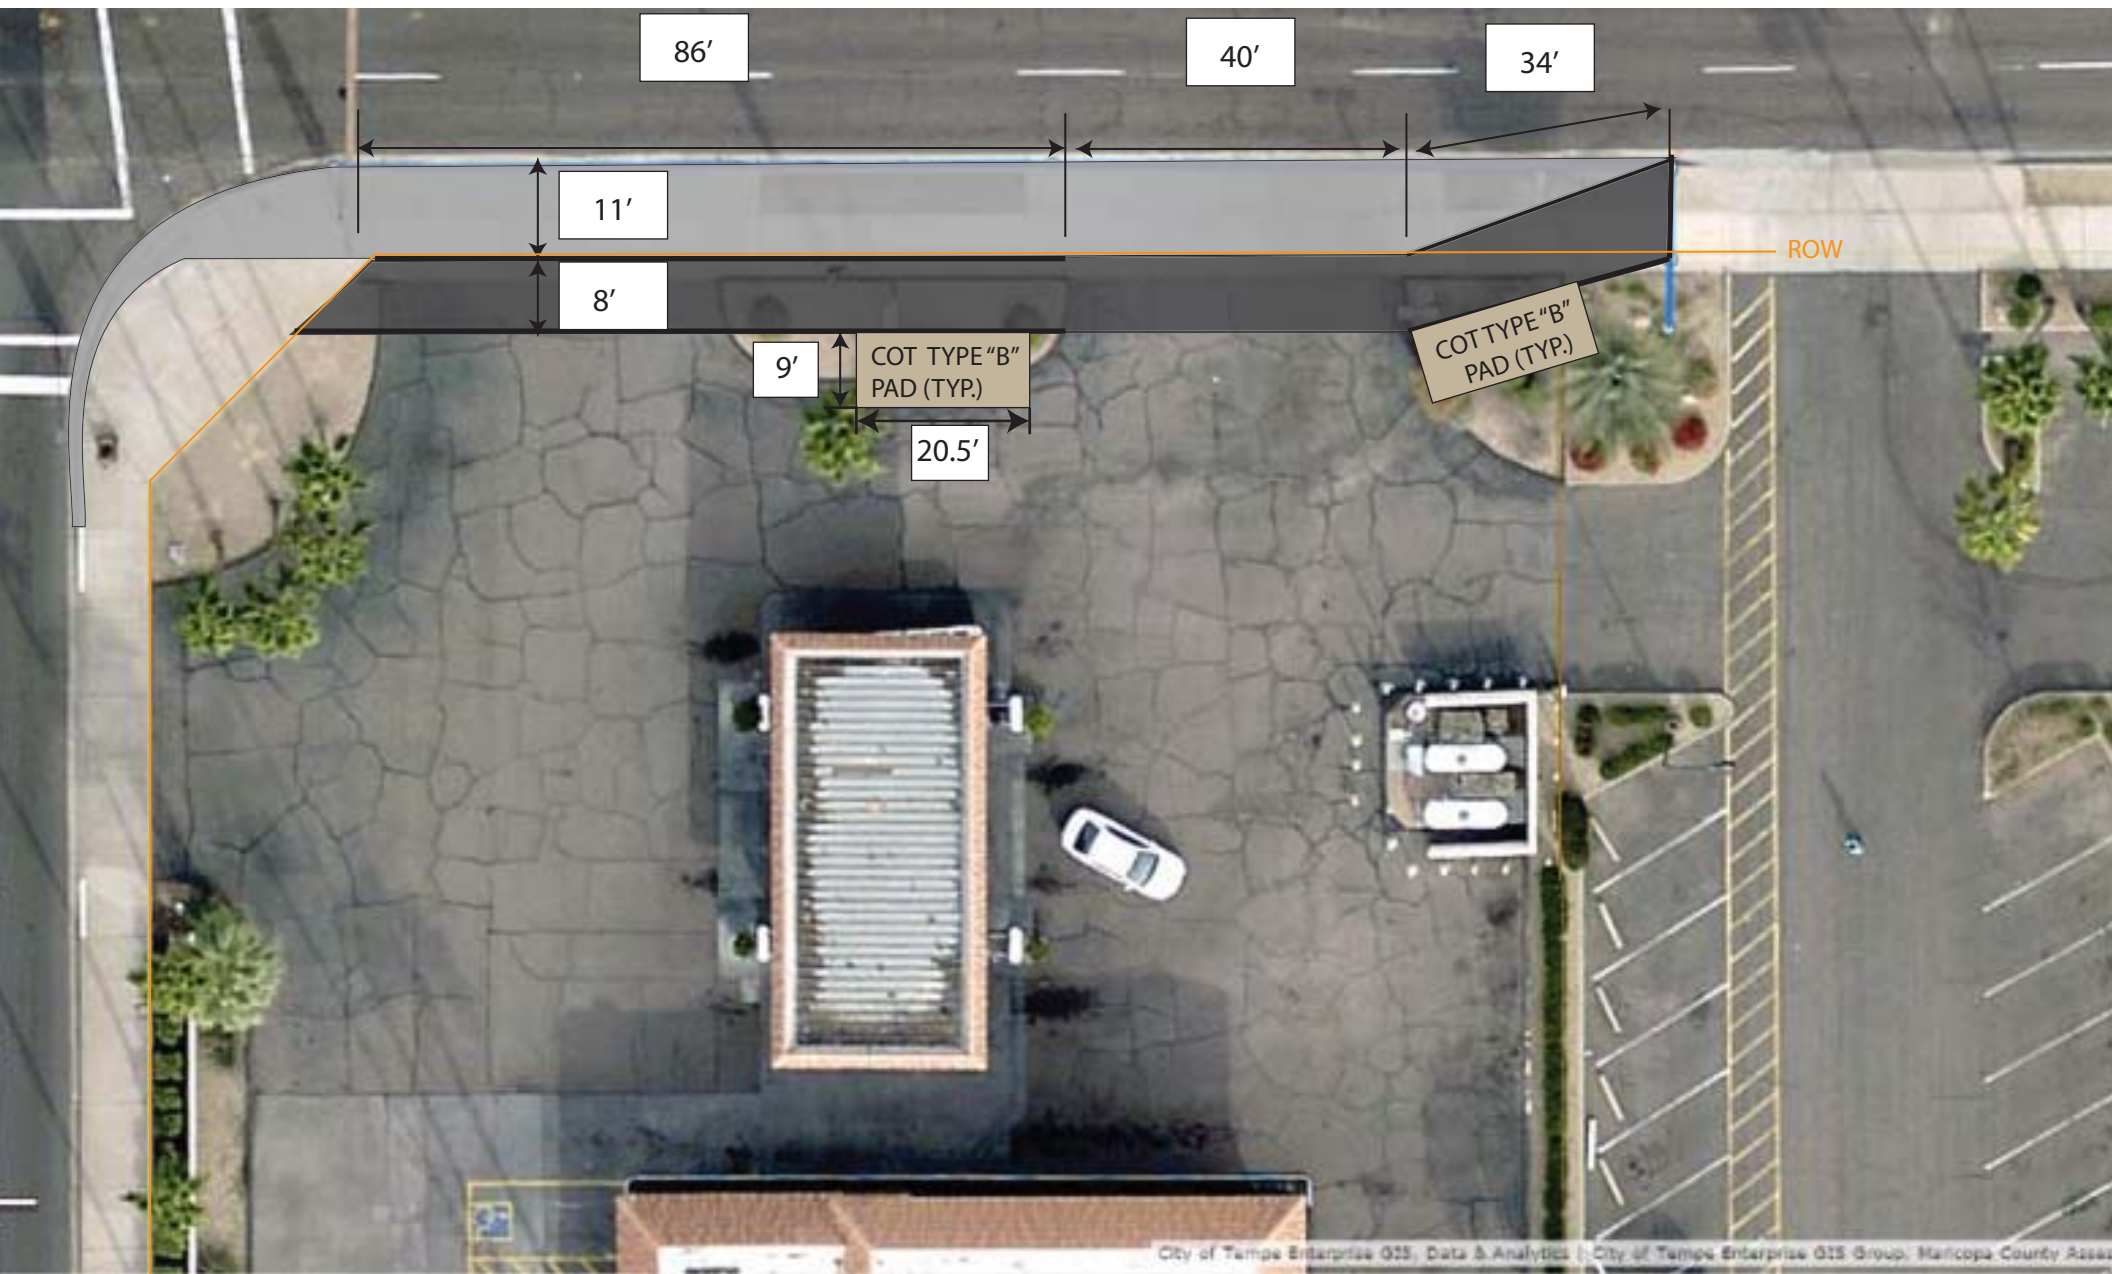 86’
40’
34’
11’
ROW
8’
9’
COT TYPE “B”
PAD (TYP.)
COT TYPE “B”
PAD (TYP.)
20.5’
City of Tempe Enterprise GIS, Data & Analytics | City of Tempe Enterprise GIS Group, Maricopa County Asses